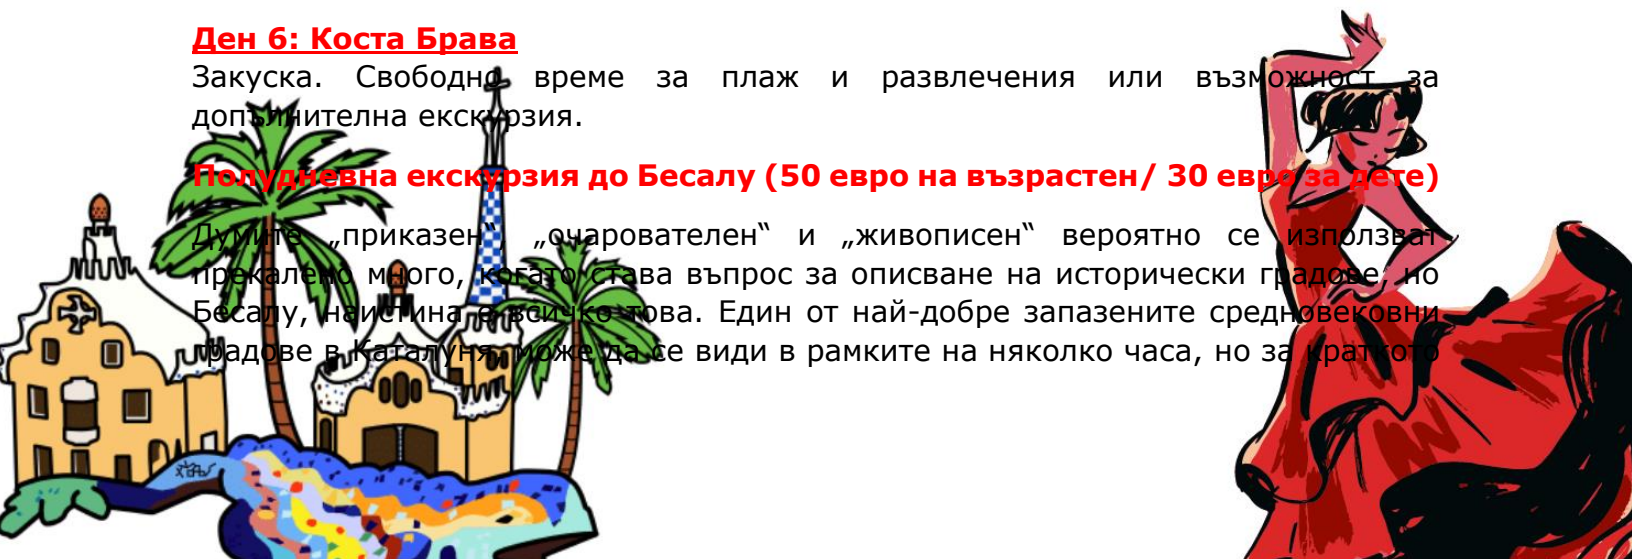 Ден 6: Коста Брава
Закуска. Свободно време за плаж и развлечения или възможност за
допълнителна екскурзия.
Полудневна екскурзия до Бесалу (50 евро на възрастен/ 30 евро за дете)
Думите „приказен“, „очарователен“ и „живописен“ вероятно се използват
прекалено много, когато става въпрос за описване на исторически градове, но
Бесалу, наистина е всичко това. Един от най-добре запазените средновековни
градове в Каталуня, може да се види в рамките на няколко часа, но за краткото